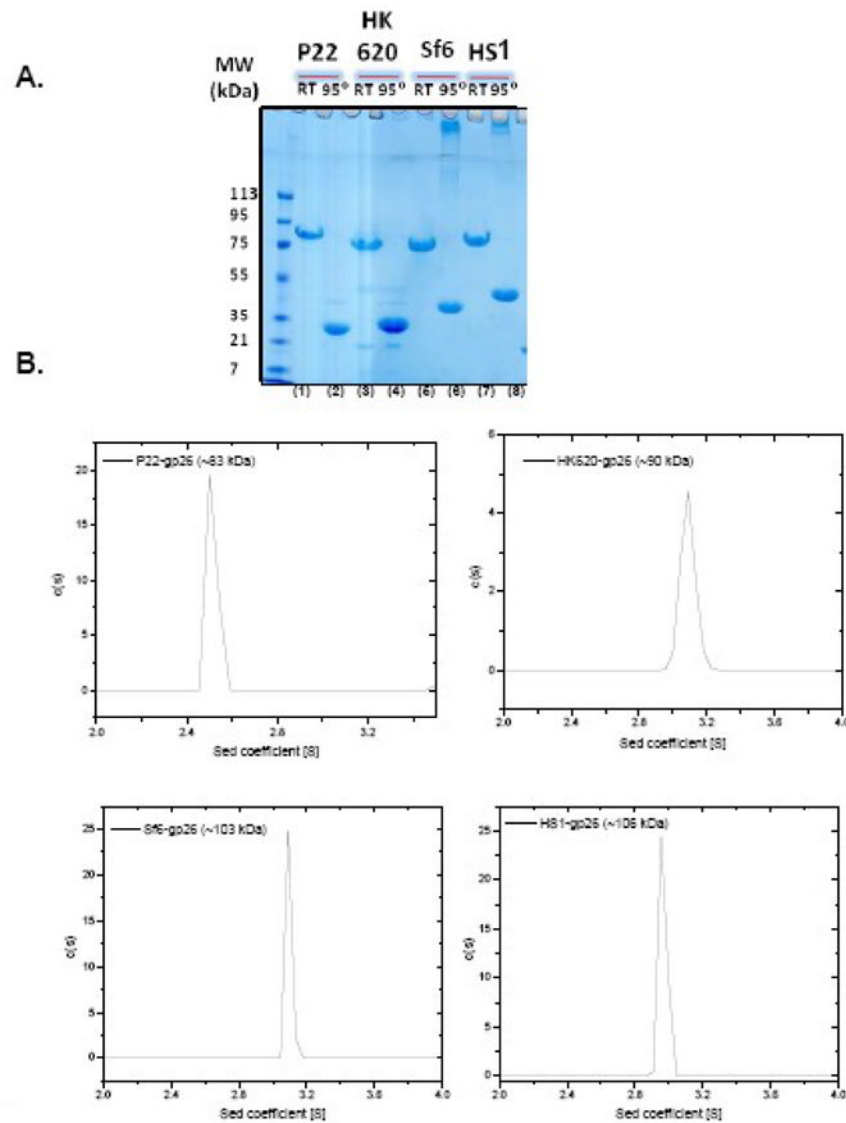 A.
MW
(kDa)
P22 HK 620 Sf6 HS1
RT 95° RT 95° RT 95° RT 95°
113
95
75
55
35
21
7
(1) (2) (3) (4) (5) (6) (7) (8)
B.
P22-gp26 (~83 kDa)
20
15
10
5
0
c(s)
2.0 2.4 2.8 3.2
Sed coefficient [S]
HK620-gp26 (~90 kDa)
6
4
2
0
c(s)
2.0 2.4 2.8 3.2 3.6 4.0
Sed coefficient [S]
Sf6-gp26 (~103 kDa)
25
20
15
10
5
0
c(s)
2.0 2.4 2.8 3.2 3.6 4.0
Sed coefficient [S]
HS1-gp26 (~106 kDa)
25
20
15
10
5
0
c(s)
2.0 2.4 2.8 3.2 3.6 4.0
Sed coefficient [S]